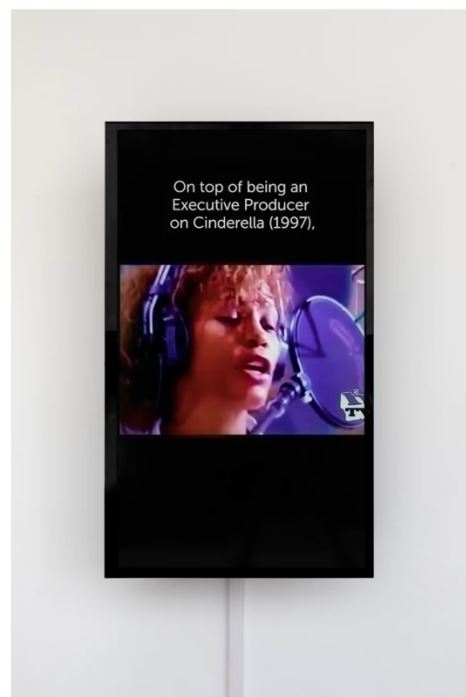 On top of being an
Executive Producer
on Cinderella (1997),